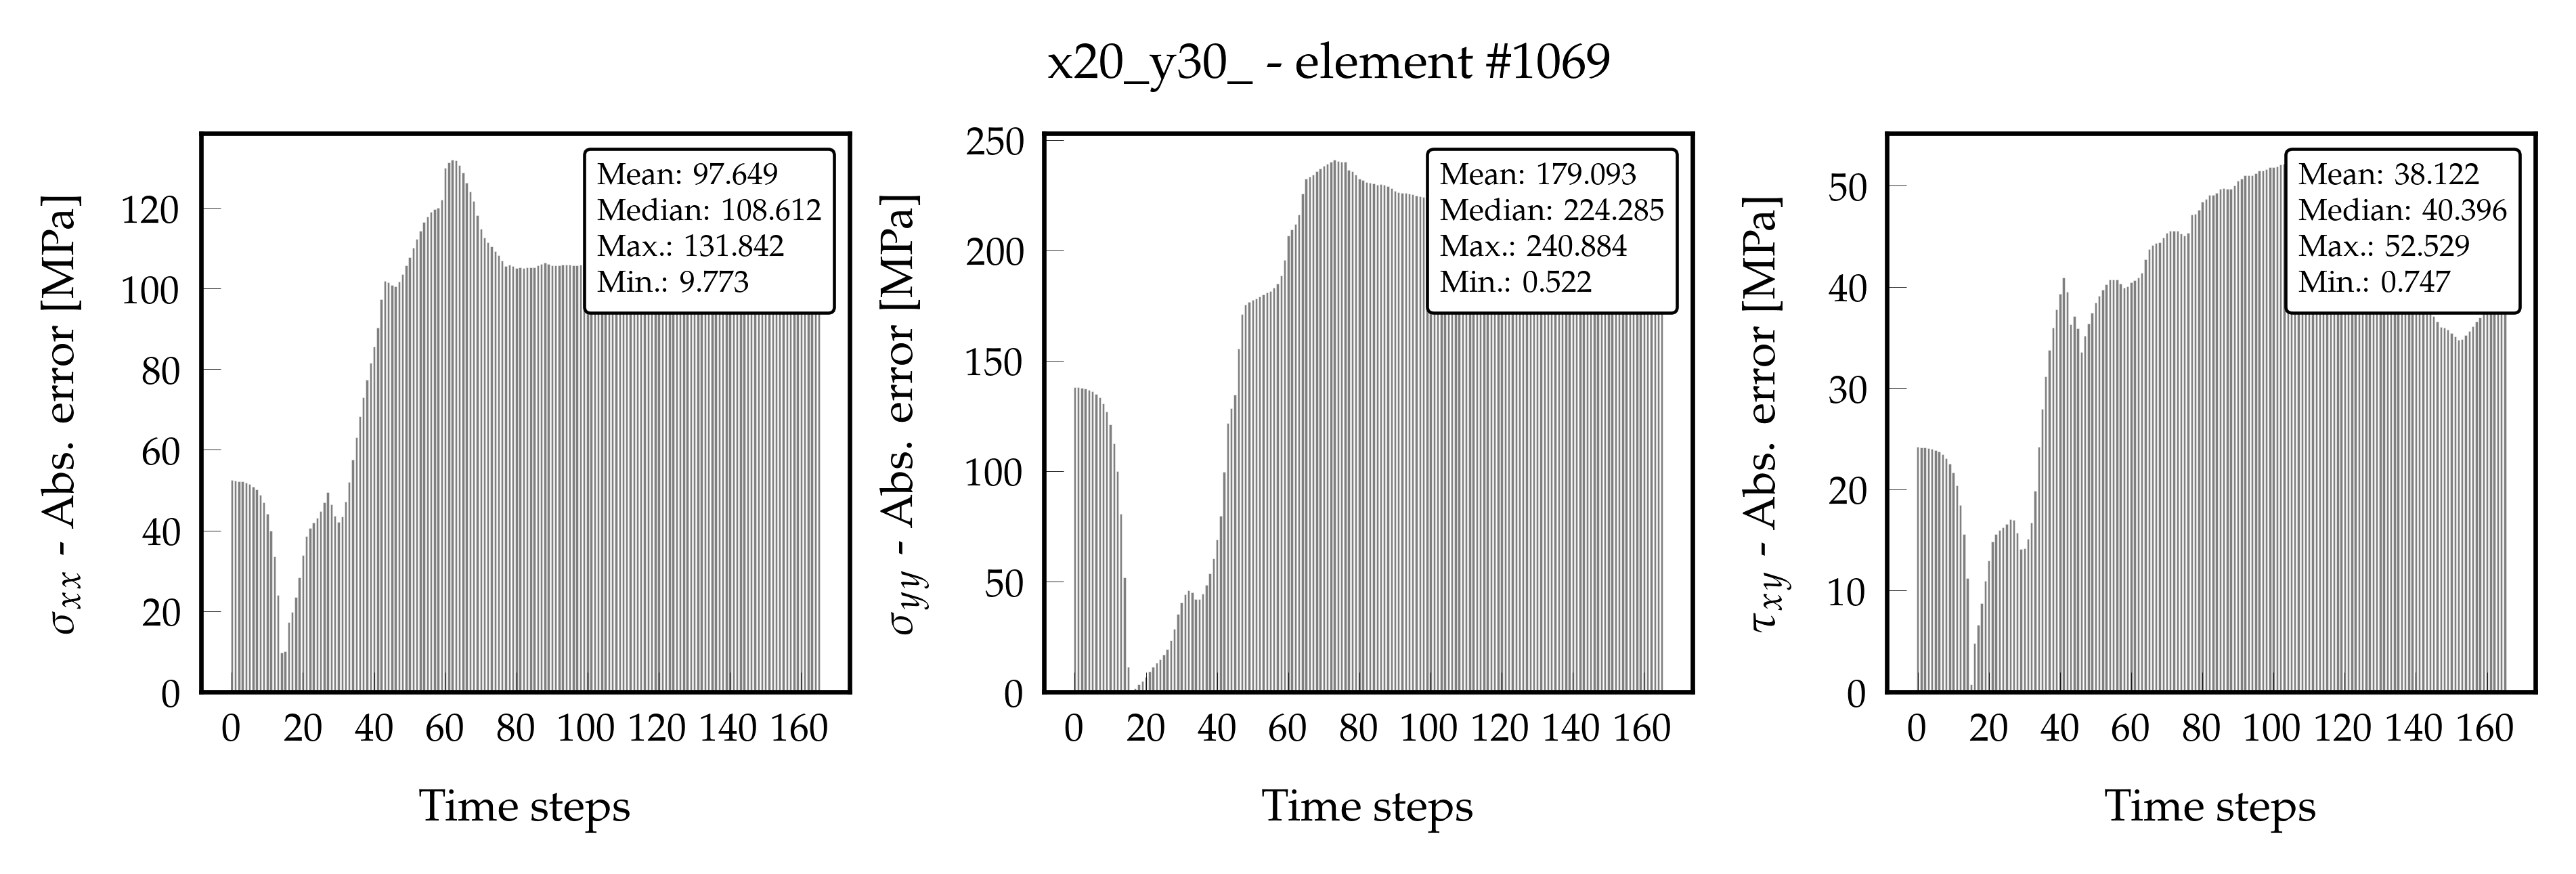 x20_y30_ - element #1069
σxx - Abs. error [MPa]
120
100
80
60
40
20
0
Mean: 97.649
Median: 108.612
Max.: 131.842
Min.: 9.773
0 20 40 60 80 100 120 140 160
Time steps
σyy - Abs. error [MPa]
250
200
150
100
50
0
Mean: 179.093
Median: 224.285
Max.: 240.884
Min.: 0.522
0 20 40 60 80 100 120 140 160
Time steps
τxy - Abs. error [MPa]
50
40
30
20
10
0
Mean: 38.122
Median: 40.396
Max.: 52.529
Min.: 0.747
0 20 40 60 80 100 120 140 160
Time steps